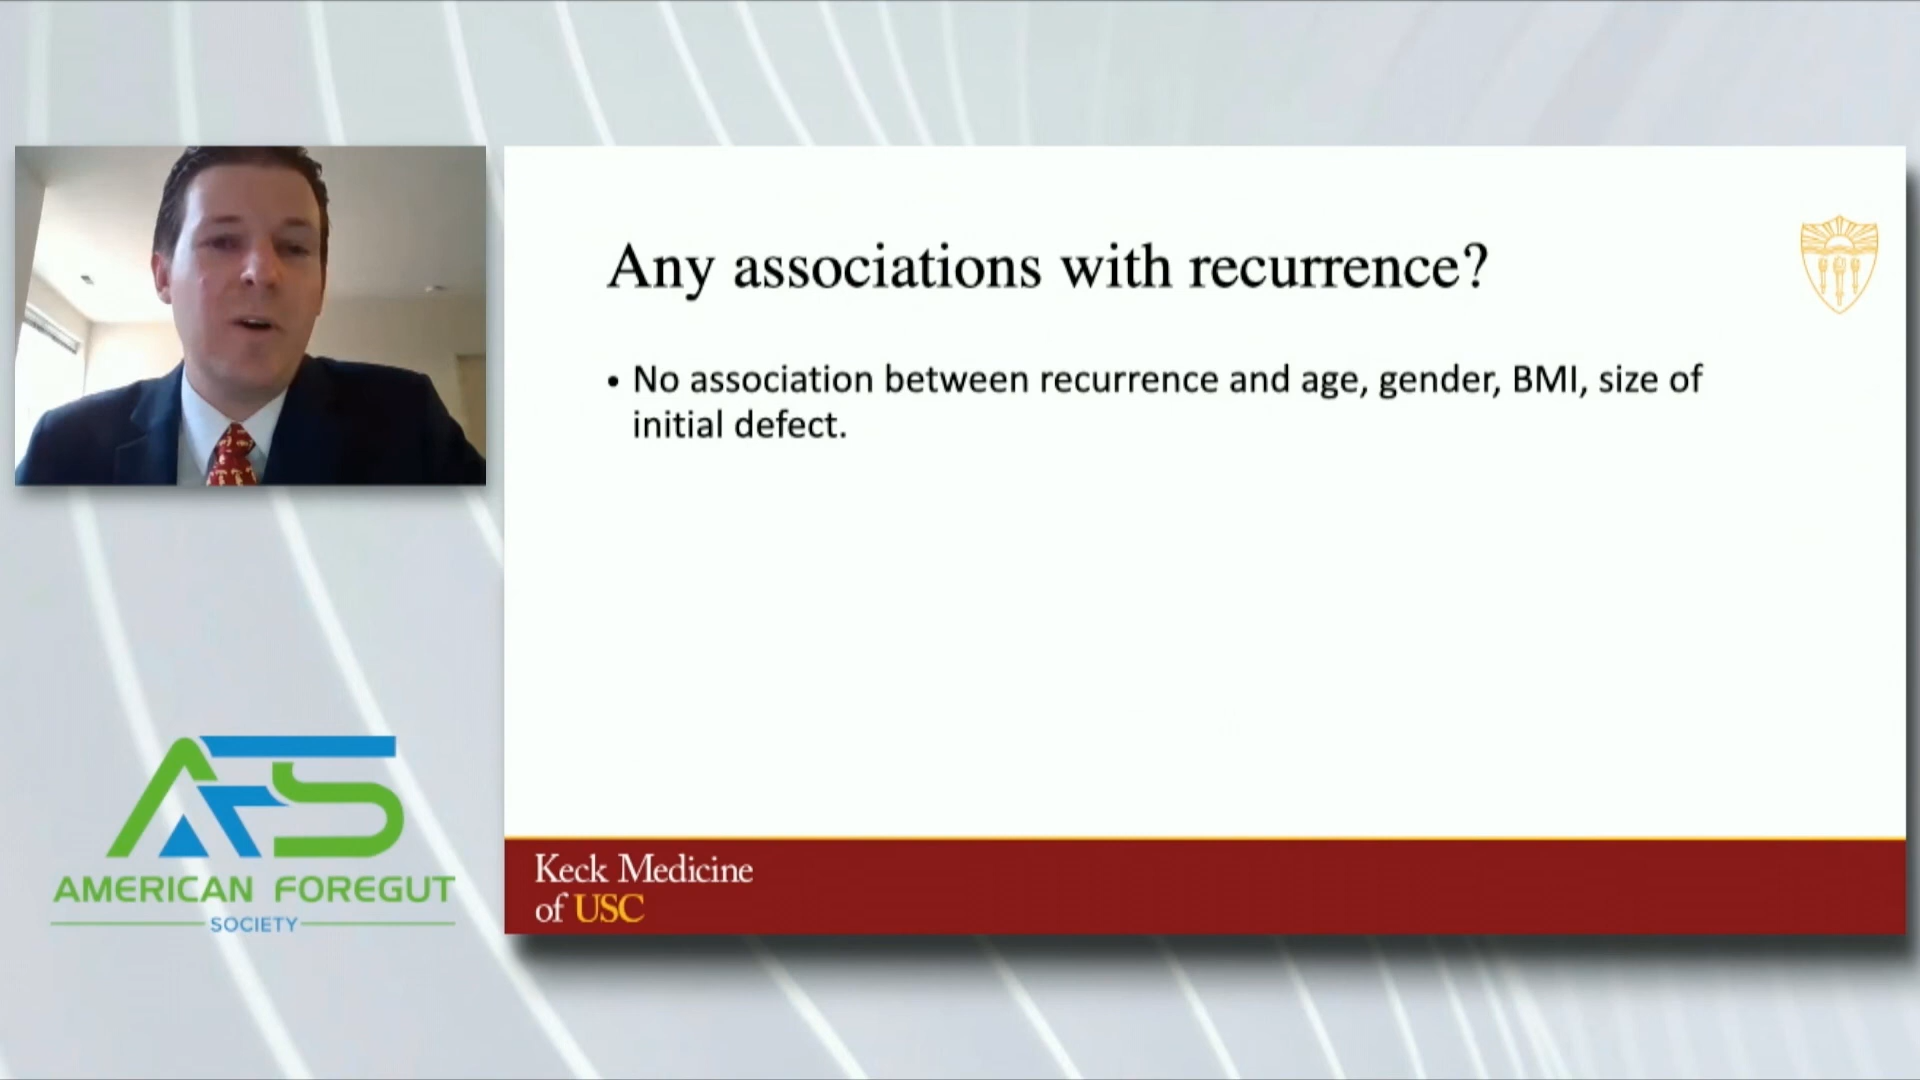 Any associations with recurrence?
• No association between recurrence and age, gender, BMI, size of
initial defect.
Keck Medicine
of USC
AFS
AMERICAN FOREGUT
SOCIETY